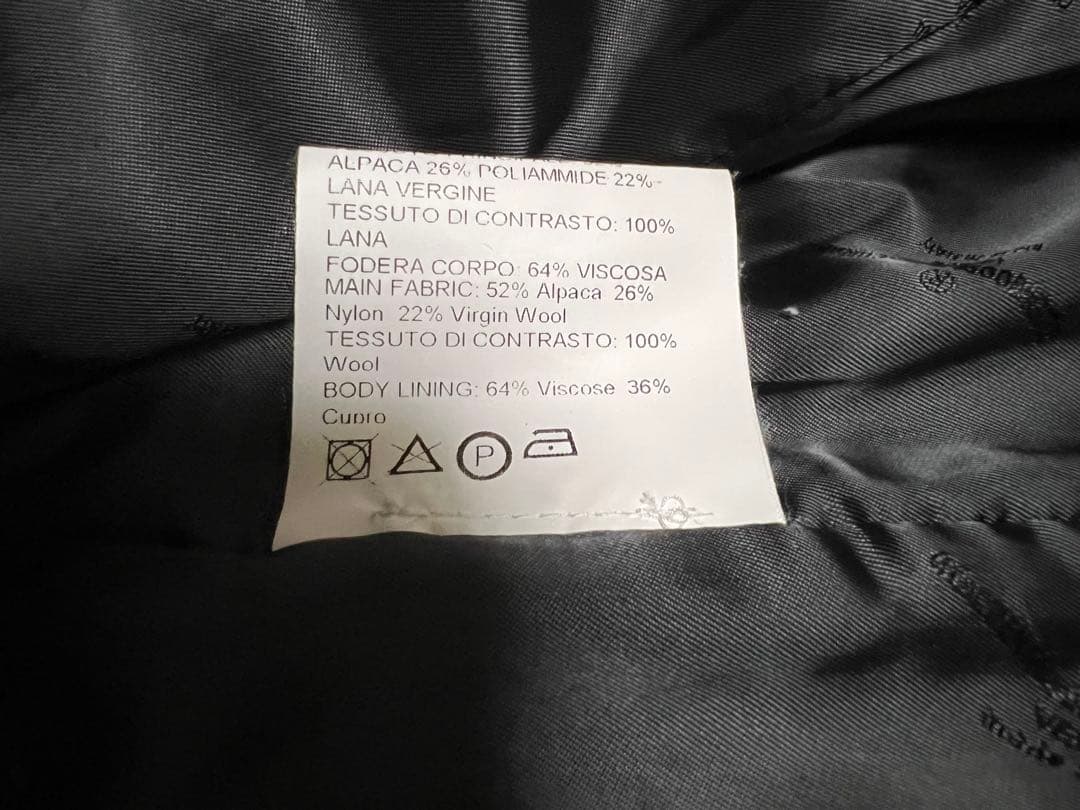 ALPACA 26% POLIAMMIDE 22%
LANA VERGINE
TESSUTO DI CONTRASTO: 100%
LANA
FODERA CORPO: 64% VISCOSA
MAIN FABRIC: 52% Alpaca 26%
Nylon 22% Virgin Wool
TESSUTO DI CONTRASTO: 100%
Wool
BODY LINING: 64% Viscose 36%
Cupro
P